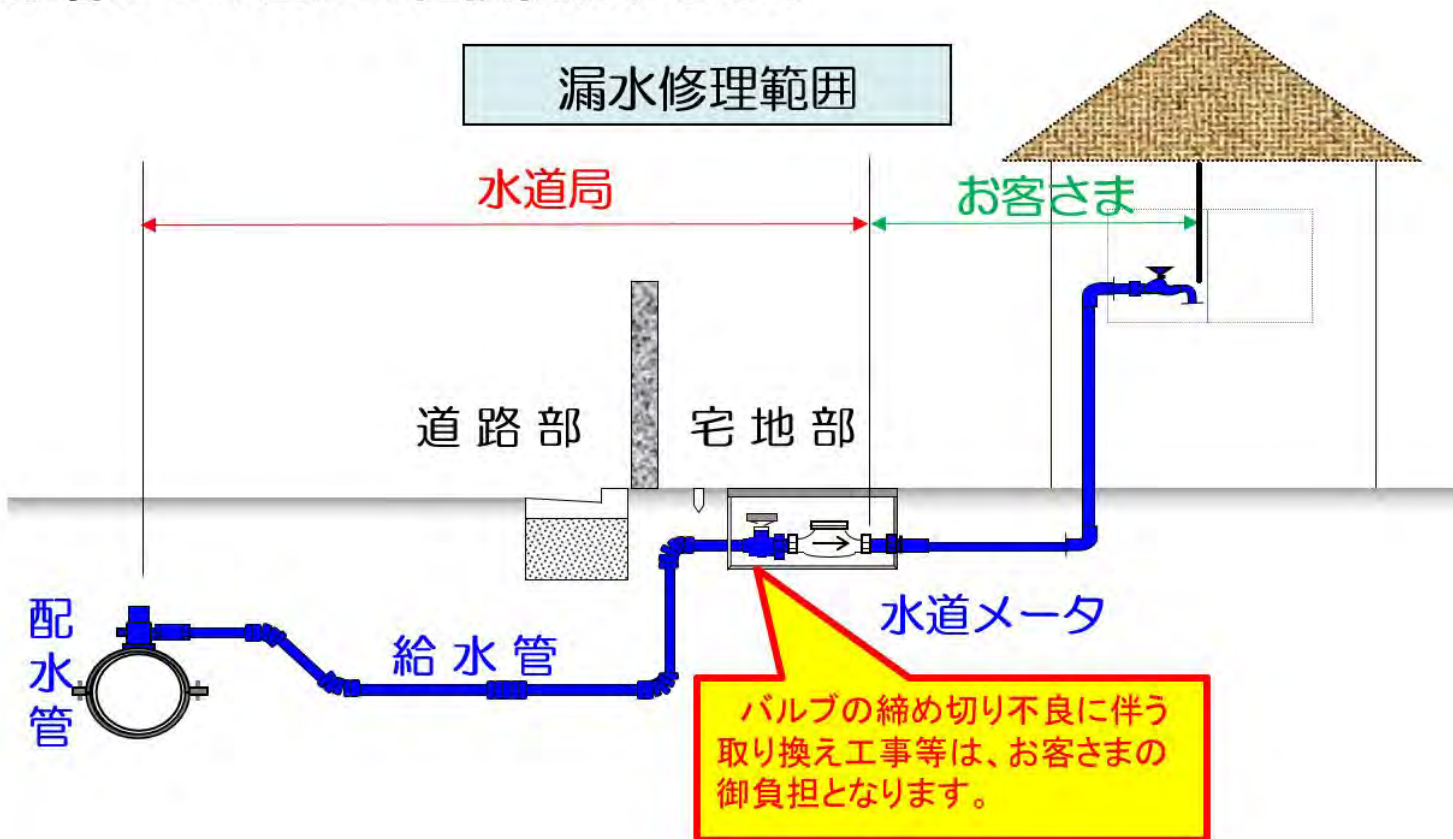 漏水修理範囲
水道局
お客さま
道路部
宅地部
配水管
給水管
水道メータ
バルブの締め切り不良に伴う
取り換え工事等は、お客さまの
御負担となります。